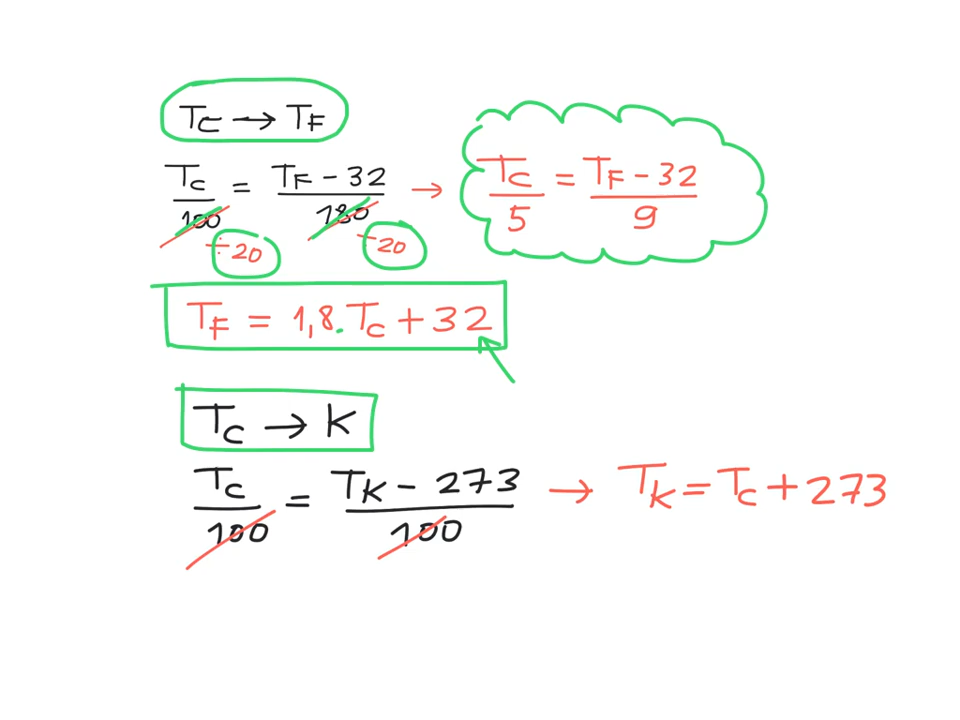 Tc → TF
Tc/100 = TF - 32/180 → Tc/5 = TF - 32/9
÷20 ÷20
TF = 1,8.Tc + 32
Tc → K
Tc/100 = TK - 273/100 → TK = Tc + 273